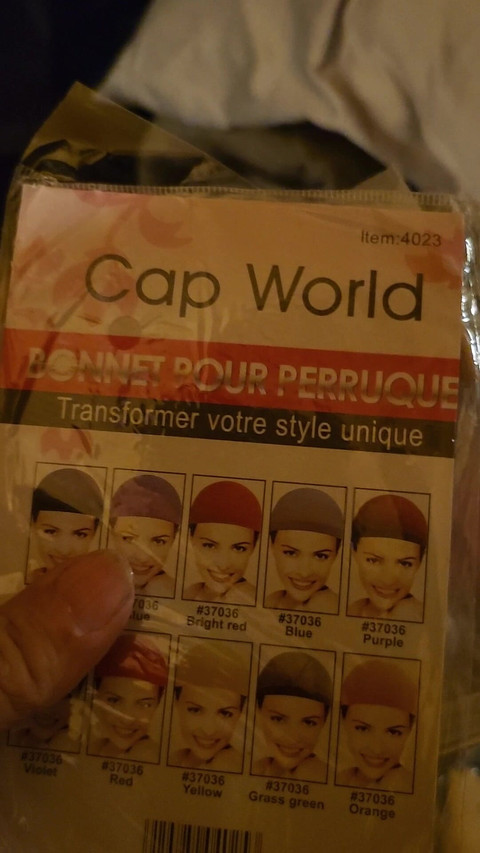 Item:4023
Cap World
BONNET POUR PERRUQUE
Transformer votre style unique
#37036 #37036 #37036
Bright red Blue Purple
#37036 #37036 #37036 #37036 #37036
Violet Red Yellow Grass green Orange